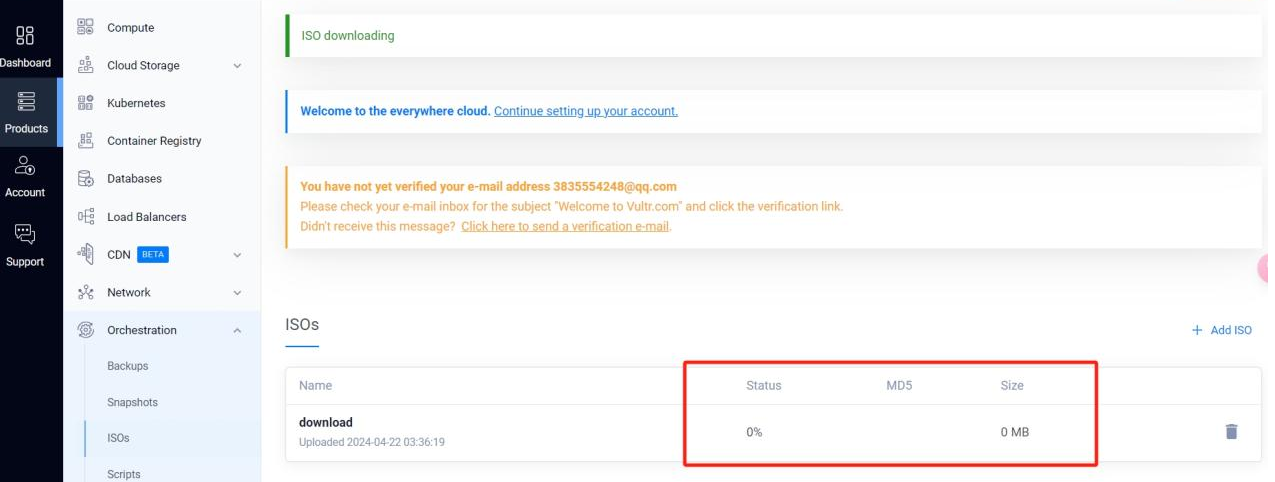 Dashboard
Products
Account
Support
Compute
Cloud Storage
Kubernetes
Container Registry
Databases
Load Balancers
CDN BETA
Network
Orchestration
Backups
Snapshots
ISOs
Scripts
ISO downloading
Welcome to the everywhere cloud. Continue setting up your account.
You have not yet verified your e-mail address 3835554248@qq.com
Please check your e-mail inbox for the subject "Welcome to Vultr.com" and click the verification link.
Didn't receive this message? Click here to send a verification e-mail.
ISOs
+ Add ISO
Name Status MD5 Size
download
Uploaded 2024-04-22 03:36:19
0% 0 MB